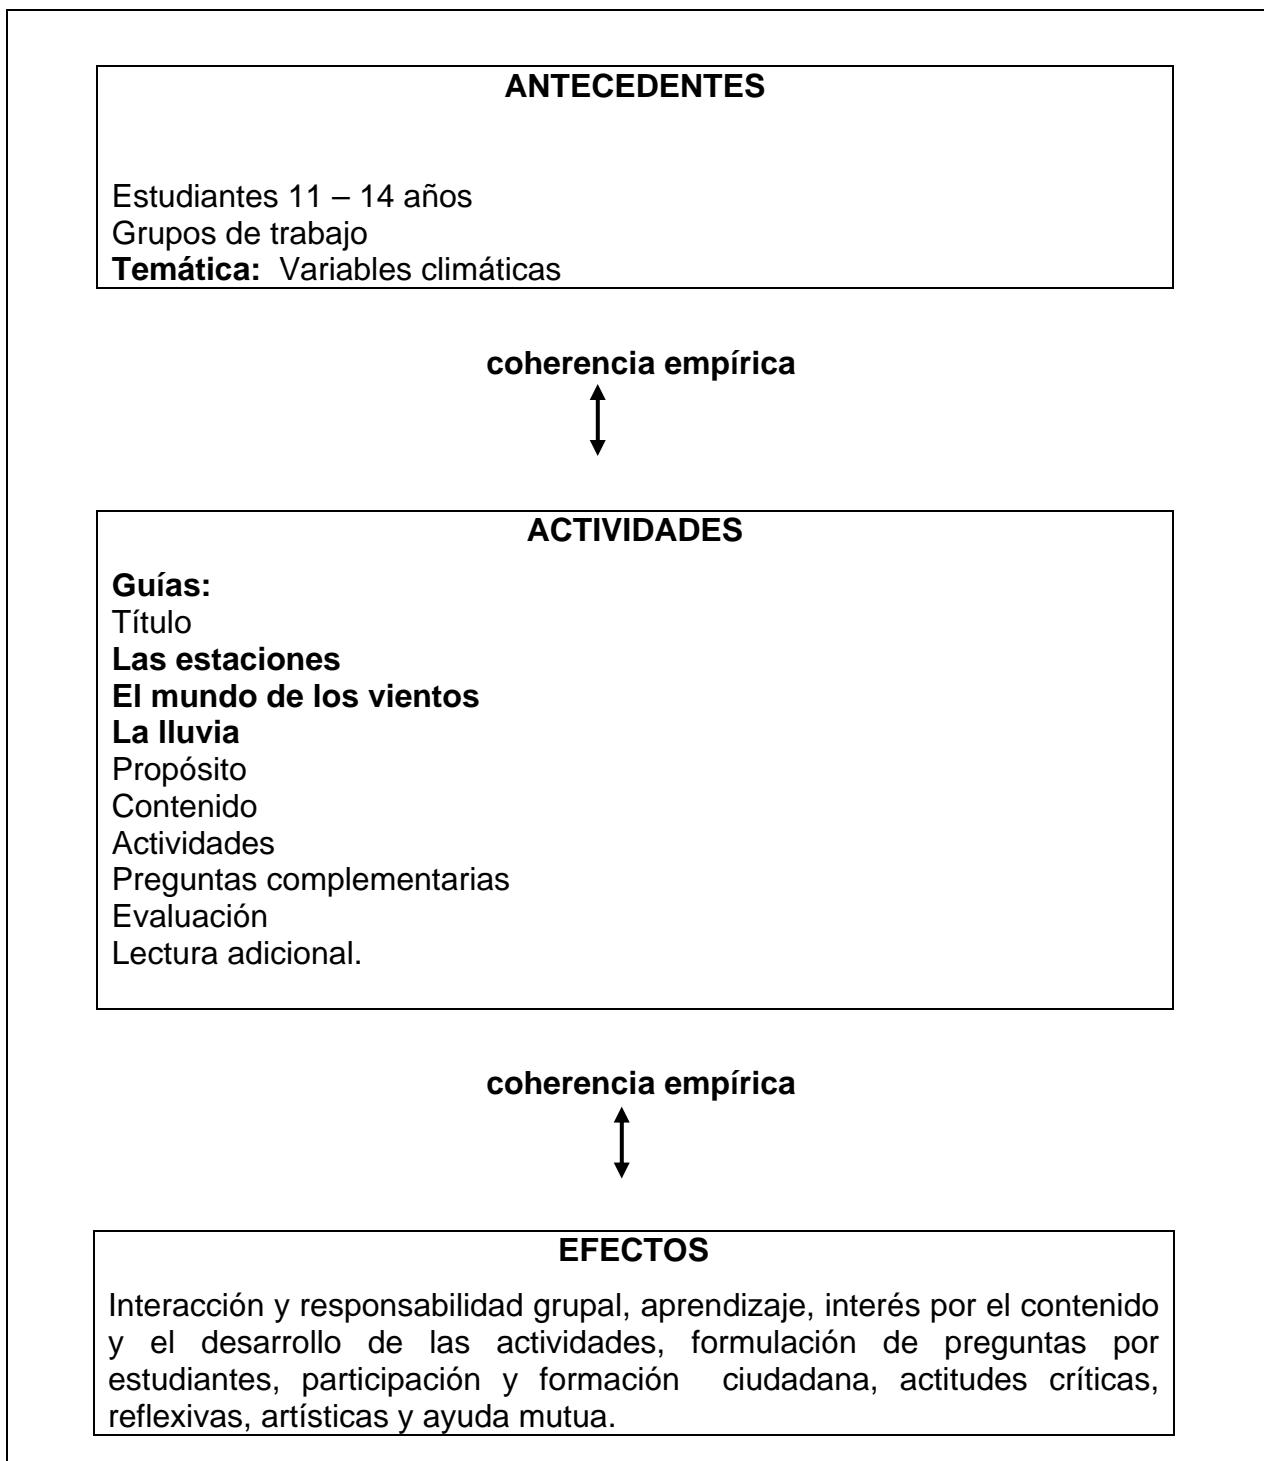 ANTECEDENTES
Estudiantes 11 – 14 años
Grupos de trabajo
Temática: Variables climáticas
coherencia empírica
ACTIVIDADES
Guías:
Título
Las estaciones
El mundo de los vientos
La lluvia
Propósito
Contenido
Actividades
Preguntas complementarias
Evaluación
Lectura adicional.
coherencia empírica
EFECTOS
Interacción y responsabilidad grupal, aprendizaje, interés por el contenido
y el desarrollo de las actividades, formulación de preguntas por
estudiantes, participación y formación ciudadana, actitudes críticas,
reflexivas, artísticas y ayuda mutua.